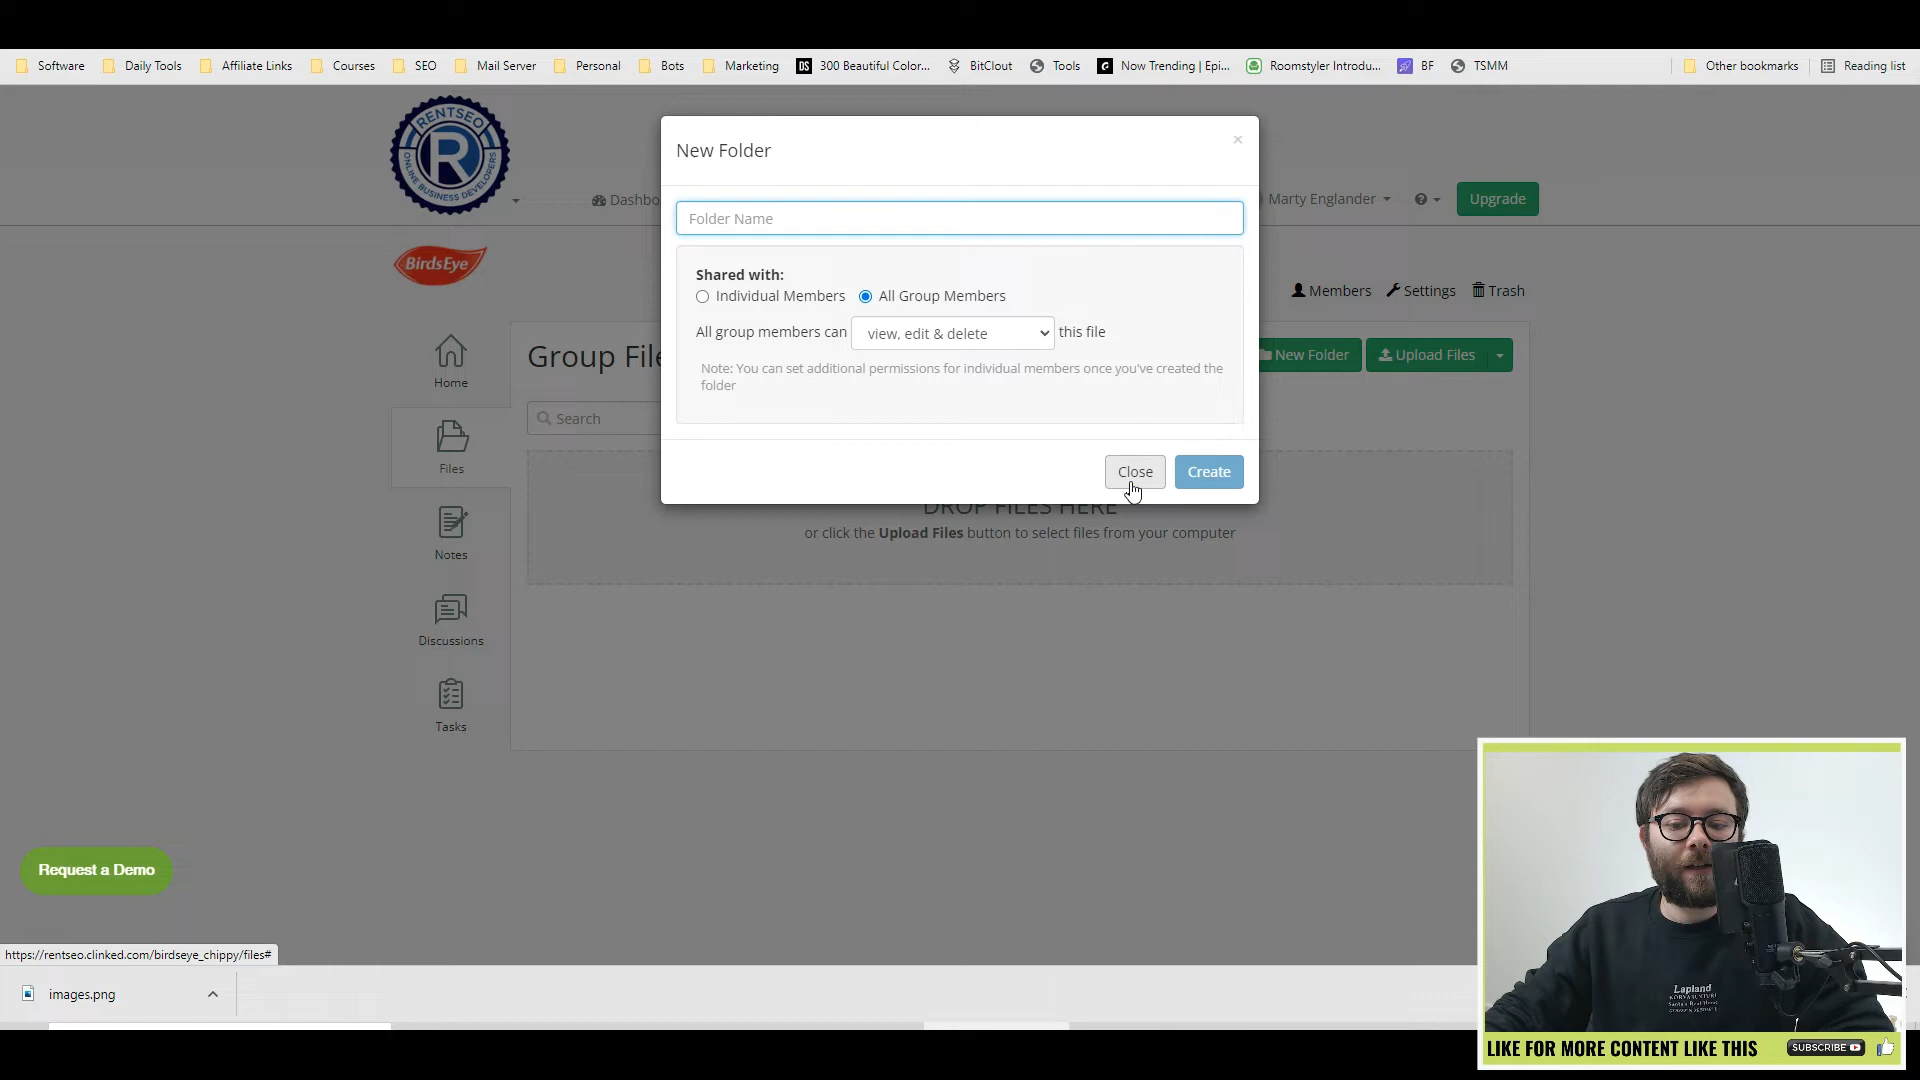 Software
Daily Tools
Affiliate Links
Courses
SEO
Mail Server
Personal
Bots
Marketing
DS 300 Beautiful Color...
BitClout
Tools
Now Trending | Epi...
Roomstyler Introdu...
BF
TSMM
Other bookmarks
Reading list
RENTSEO
R
ONLINE BUSINESS DEVELOPERS
Dashbo
Marty Englander
Upgrade
New Folder
×
Folder Name
BirdsEye
Members
Settings
Trash
Shared with:
Individual Members
All Group Members
All group members can view, edit & delete this file
Note: You can set additional permissions for individual members once you've created the
folder
Home
Files
Notes
Discussions
Tasks
Group File
New Folder
Upload Files
Search
Close
Create
DROP FILES HERE
or click the Upload Files button to select files from your computer
Request a Demo
https://rentseo.clinked.com/birdseye_chippy/files#
images.png
Lapland
LIKE FOR MORE CONTENT LIKE THIS
SUBSCRIBE